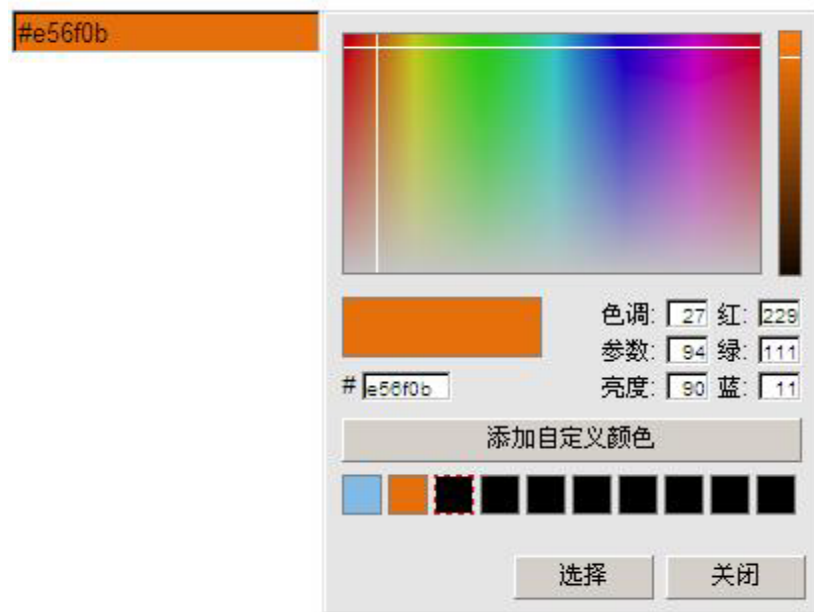 #e56f0b
色调: 27 红: 229
参数: 94 绿: 111
# e56f0b 亮度: 90 蓝: 11
添加自定义颜色
选择 关闭